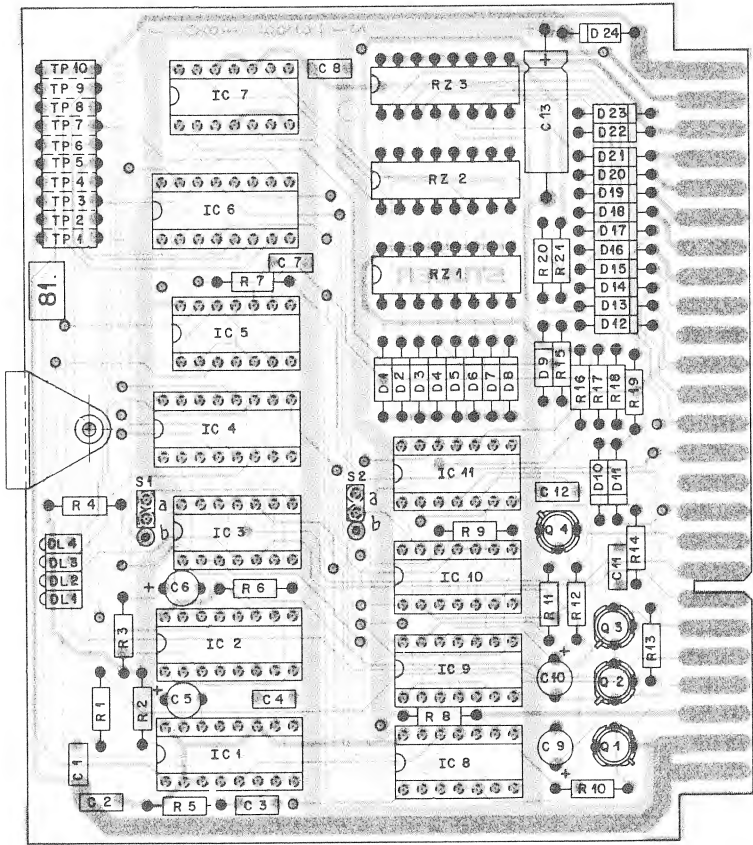 D 24
TP 10
TP 9
TP 8
TP 7
TP 6
TP 5
TP 4
TP 3
TP 2
TP 1
IC 7
C 8
RZ 3
C 13
D 23
D 22
D 21
D 20
D 19
D 18
D 17
D 16
D 15
D 14
D 13
D 12
IC 6
RZ 2
C 7
R 7
RZ 1
R 20
R 21
81.
IC 5
D 1
D 2
D 3
D 4
D 5
D 6
D 7
D 8
D 9
R 15
R 16
R 17
R 18
R 19
IC 4
IC 11
D 10
D 11
S1
a
b
S2
a
b
C 12
R 4
IC 3
R 9
Q 4
R 14
DL 4
DL 3
DL 2
DL 1
+
C 6
R 6
IC 10
C 11
R 11
R 12
R 3
IC 2
IC 9
Q 3
R 13
R 1
R 2
+
C 5
C 4
C 10
+
Q 2
R 8
C 1
IC 1
IC 8
C 9
+
Q 1
C 2
R 5
C 3
R 10